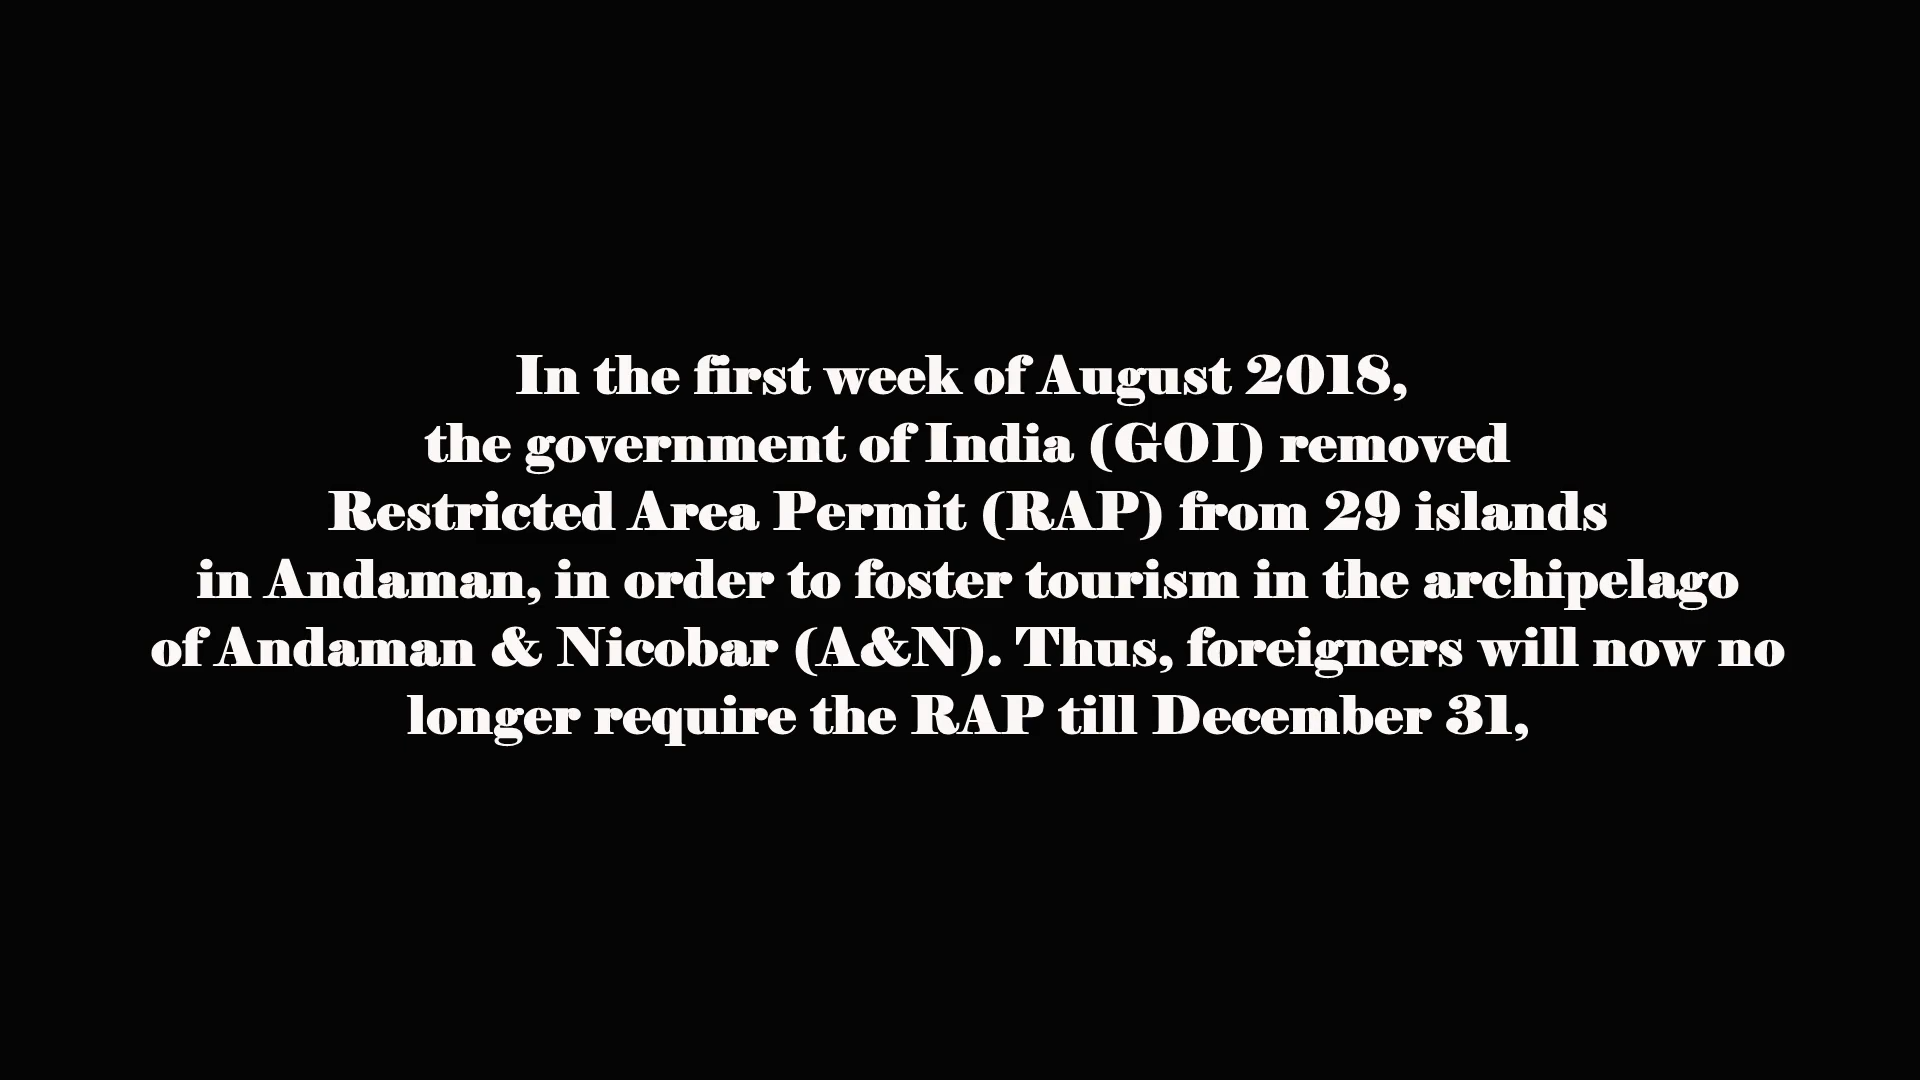 In the first week of August 2018,
the government of India (GOI) removed
Restricted Area Permit (RAP) from 29 islands
in Andaman, in order to foster tourism in the archipelago
of Andaman & Nicobar (A&N). Thus, foreigners will now no
longer require the RAP till December 31,